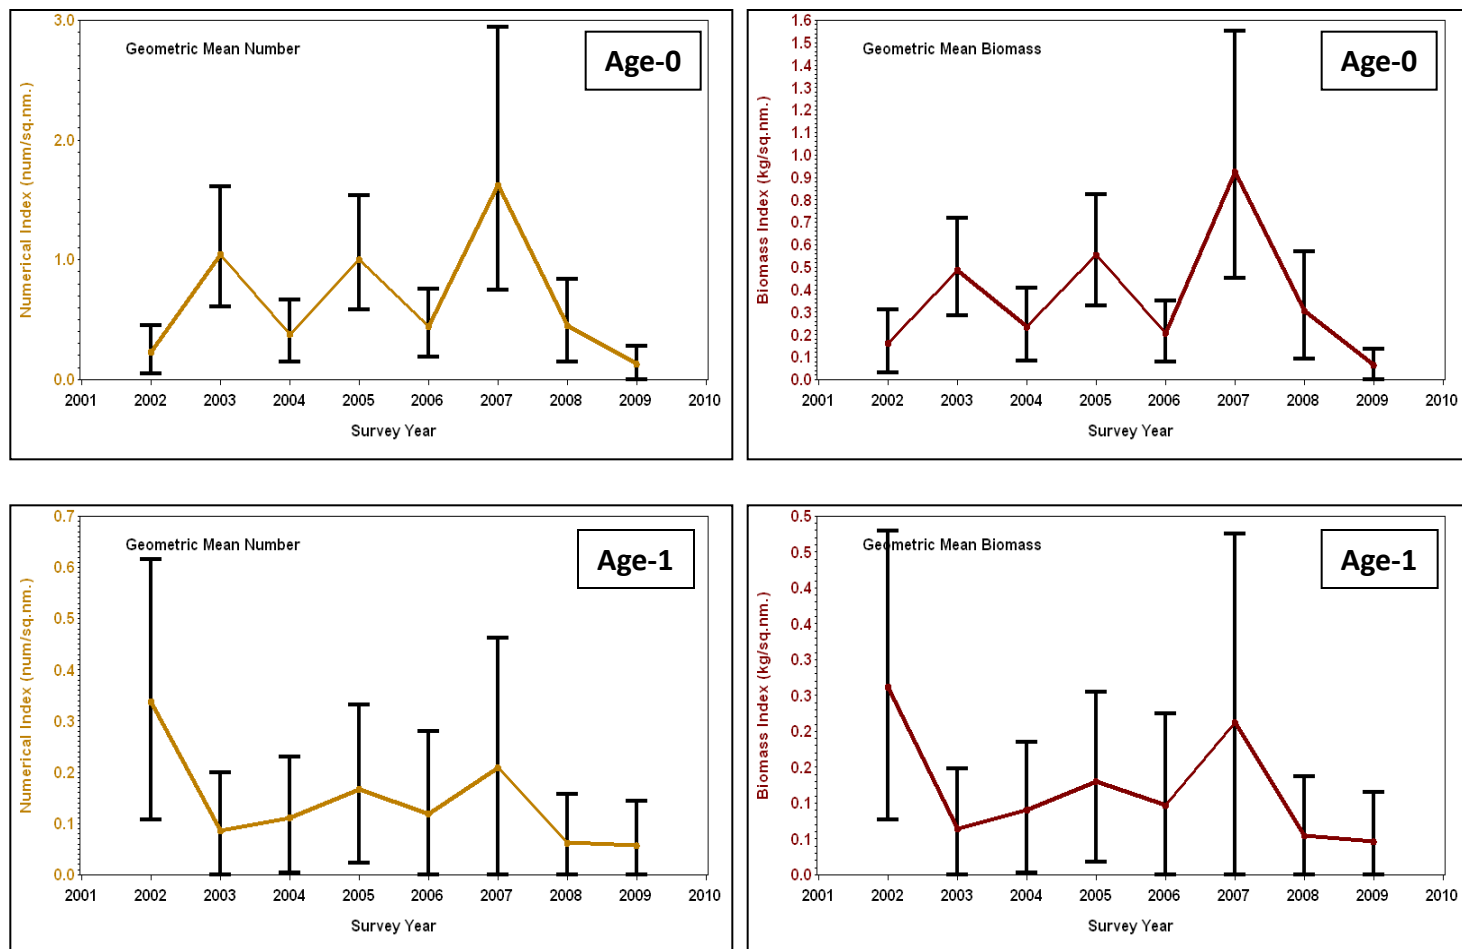 Geometric Mean Number
Age-0
Numerical Index (num/sq.nm.)
3.0
2.0
1.0
0.0
2001 2002 2003 2004 2005 2006 2007 2008 2009 2010
Survey Year
Geometric Mean Biomass
Age-0
Biomass Index (kg/sq.nm.)
1.6
1.5
1.4
1.3
1.2
1.1
1.0
0.9
0.8
0.7
0.6
0.5
0.4
0.3
0.2
0.1
0.0
2001 2002 2003 2004 2005 2006 2007 2008 2009 2010
Survey Year
Geometric Mean Number
Age-1
Numerical Index (num/sq.nm.)
0.7
0.6
0.5
0.4
0.3
0.2
0.1
0.0
2001 2002 2003 2004 2005 2006 2007 2008 2009 2010
Survey Year
Geometric Mean Biomass
Age-1
Biomass Index (kg/sq.nm.)
0.5
0.5
0.4
0.4
0.3
0.3
0.2
0.2
0.1
0.1
0.0
2001 2002 2003 2004 2005 2006 2007 2008 2009 2010
Survey Year